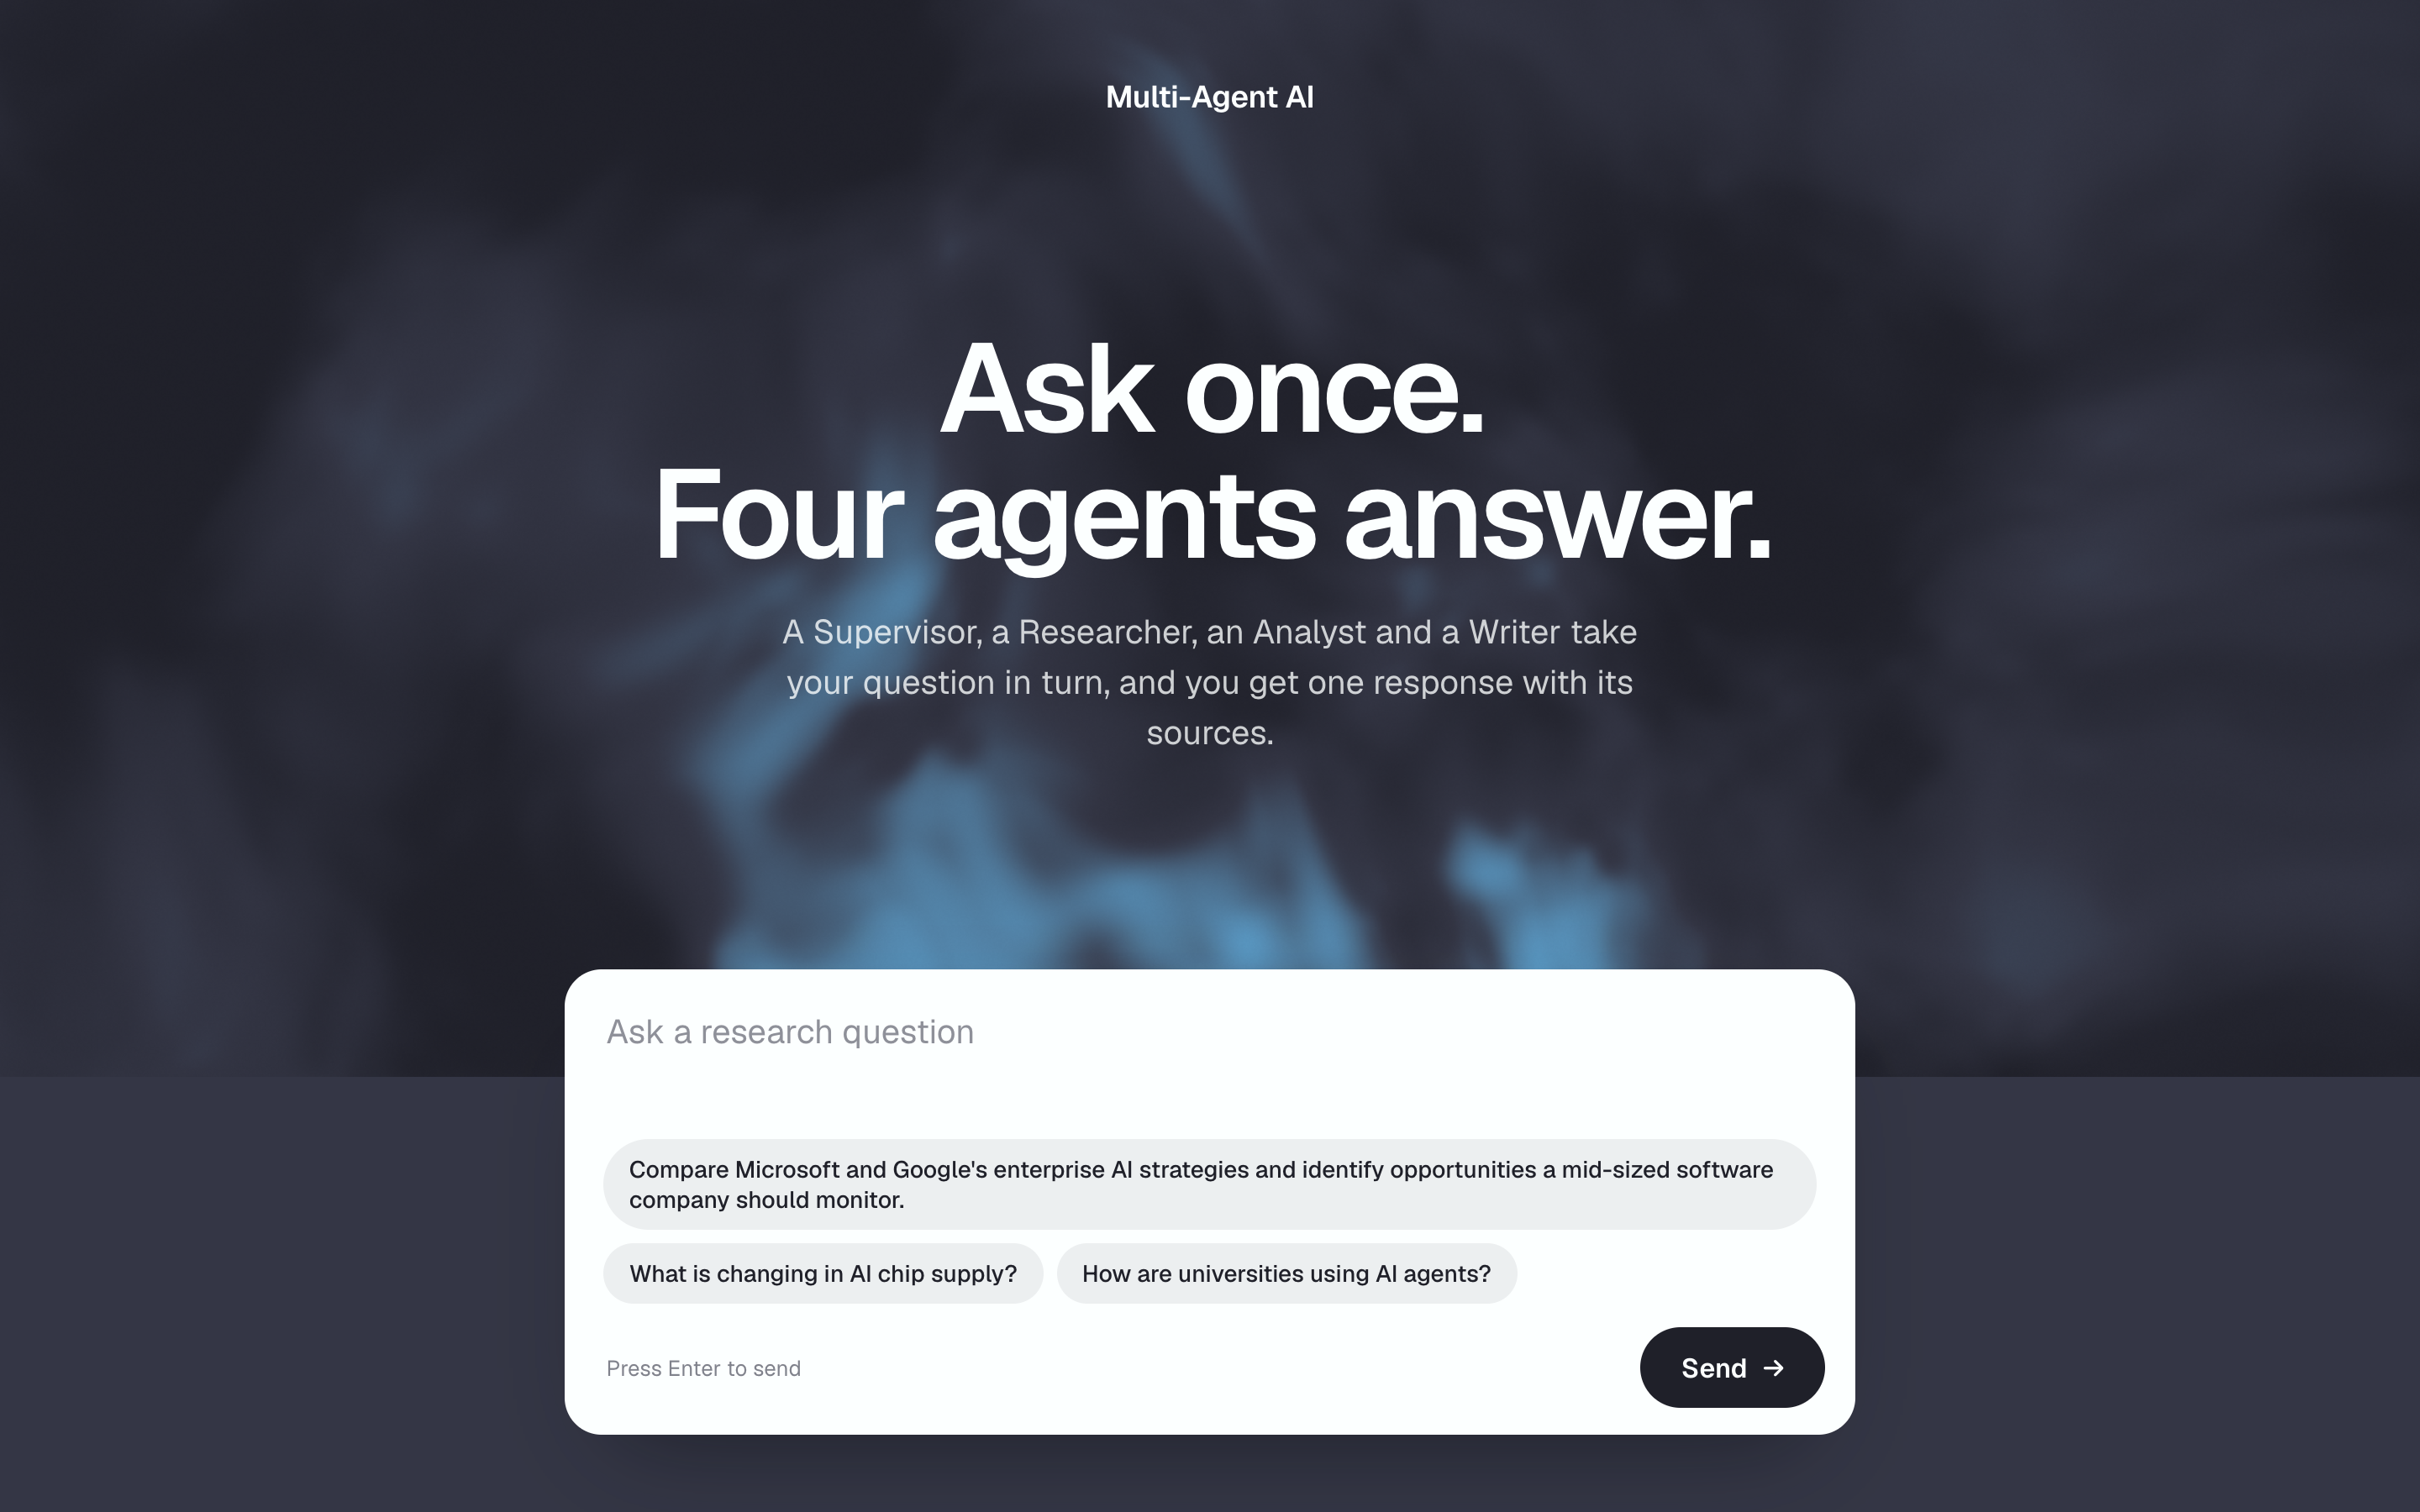 Multi-Agent AI
Ask once.
Four agents answer.
A Supervisor, a Researcher, an Analyst and a Writer take
your question in turn, and you get one response with its
sources.
Ask a research question
Compare Microsoft and Google's enterprise AI strategies and identify opportunities a mid-sized software
company should monitor.
What is changing in AI chip supply?
How are universities using AI agents?
Press Enter to send
Send →